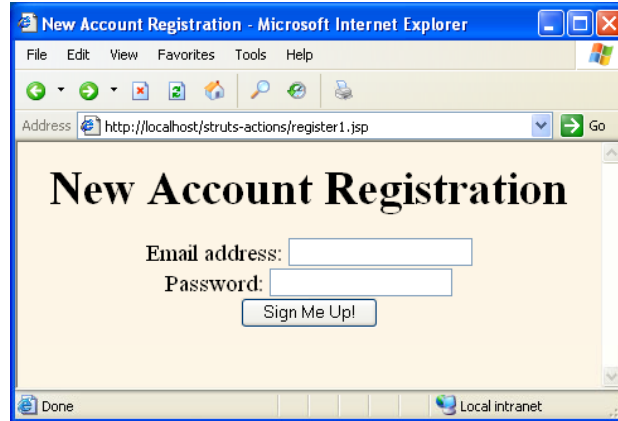 New Account Registration - Microsoft Internet Explorer
File Edit View Favorites Tools Help
Address http://localhost/struts-actions/register1.jsp Go
New Account Registration
Email address:
Password:
Sign Me Up!
Done Local intranet